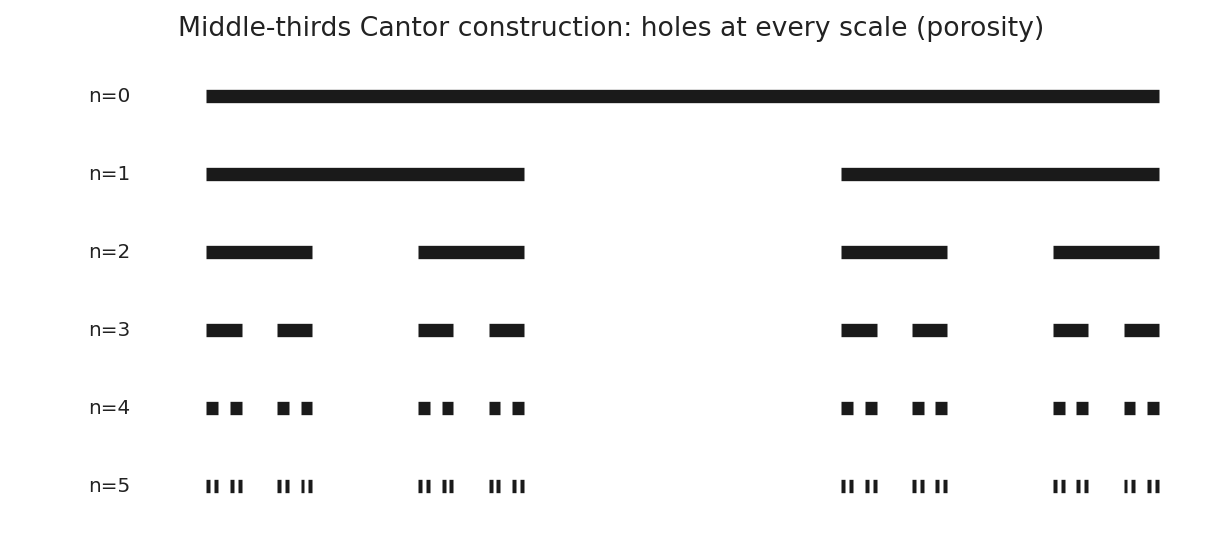 Middle-thirds Cantor construction: holes at every scale (porosity)
n=0
n=1
n=2
n=3
n=4
n=5